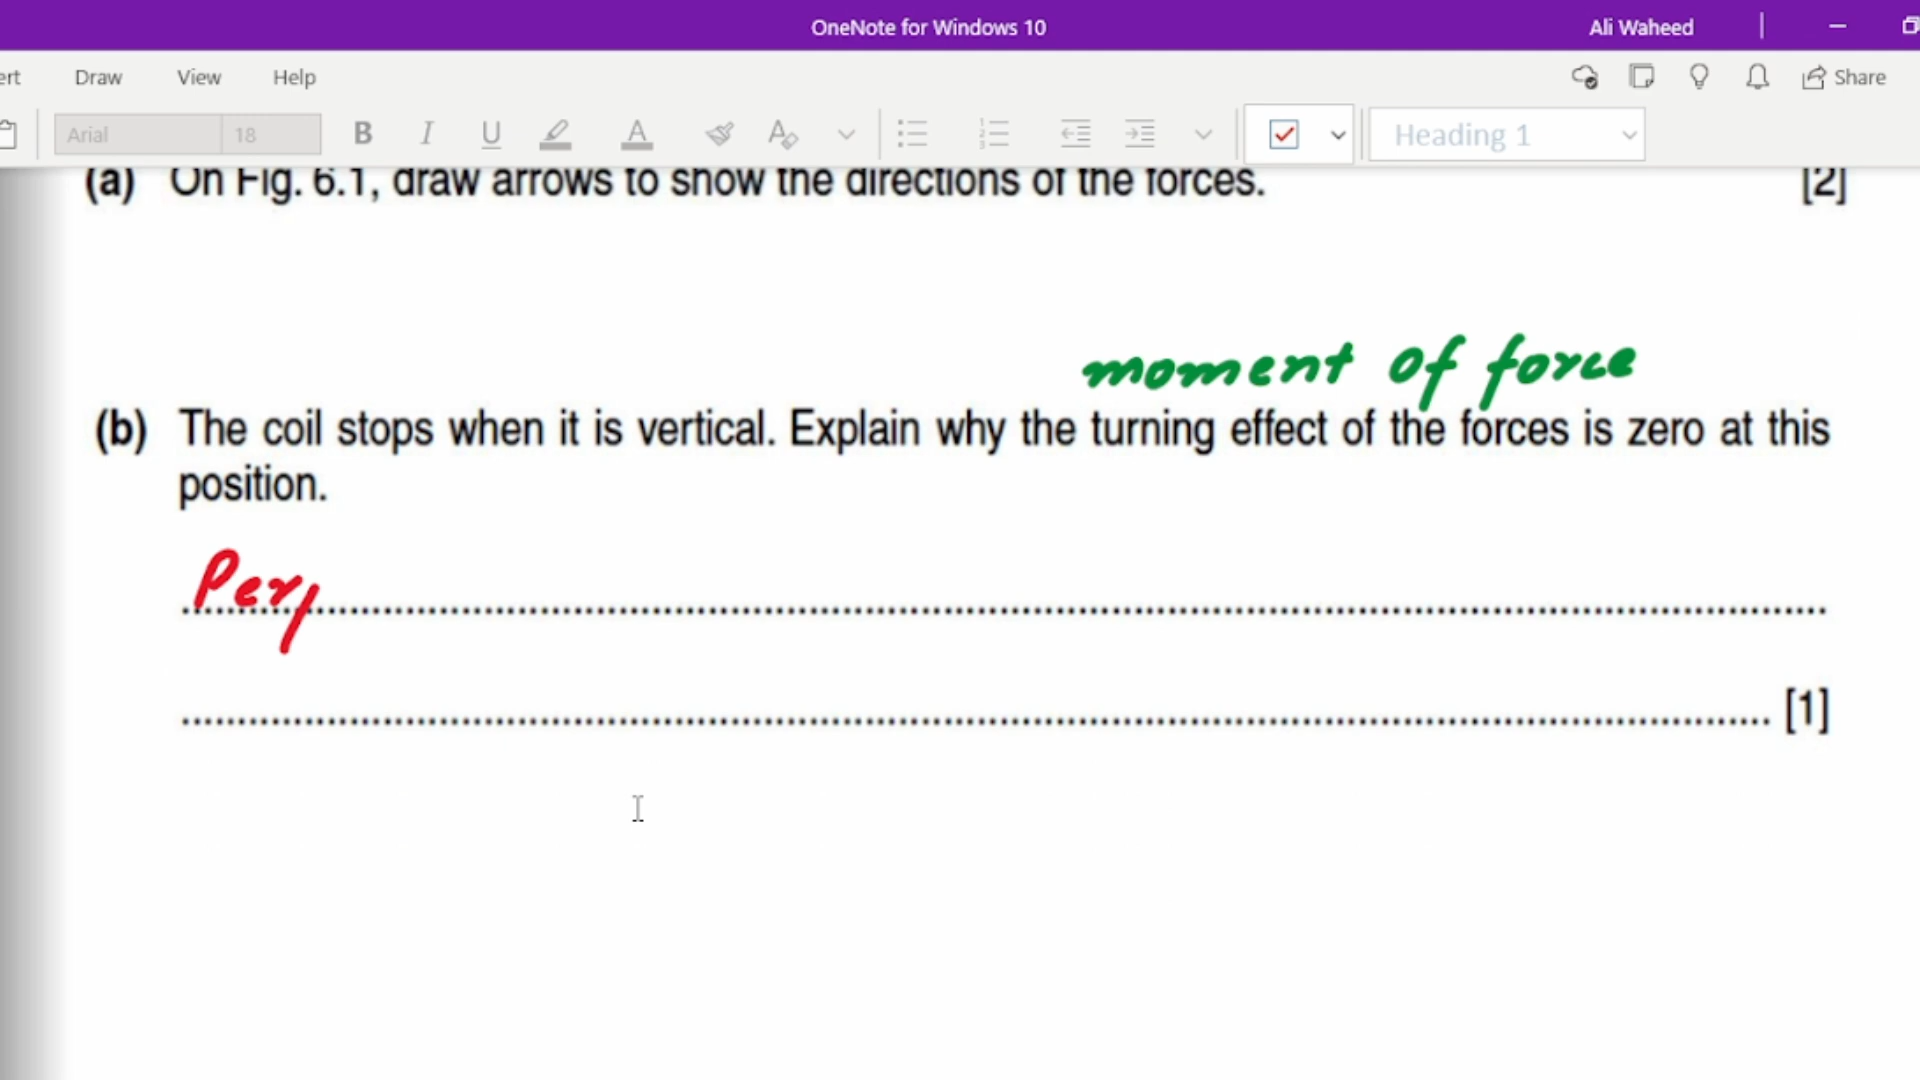 OneNote for Windows 10 Ali Waheed
ert Draw View Help Share
Arial 18 B I U A A Heading 1
(a) On Fig. 6.1, draw arrows to show the directions of the forces. [2]
moment of force
(b) The coil stops when it is vertical. Explain why the turning effect of the forces is zero at this
position.
Perp
[1]